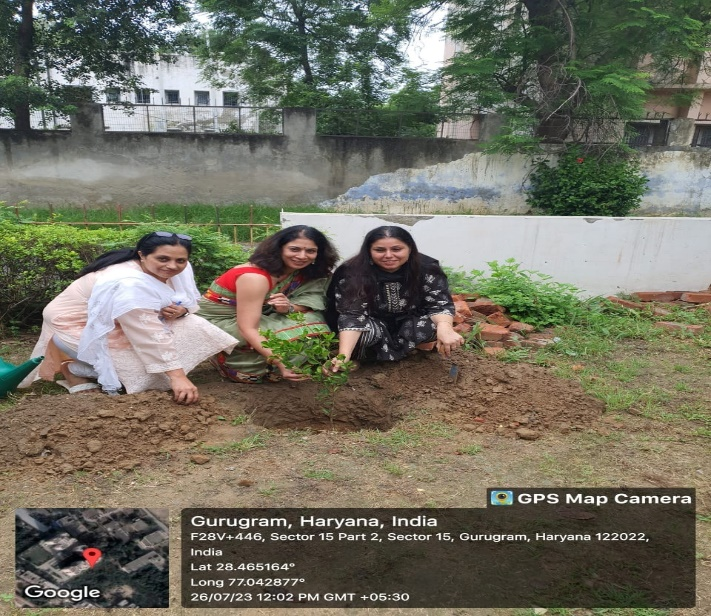 GPS Map Camera
Gurugram, Haryana, India
F28V+446, Sector 15 Part 2, Sector 15, Gurugram, Haryana 122022,
India
Lat 28.465164°
Long 77.042877°
26/07/23 12:02 PM GMT +05:30
Google